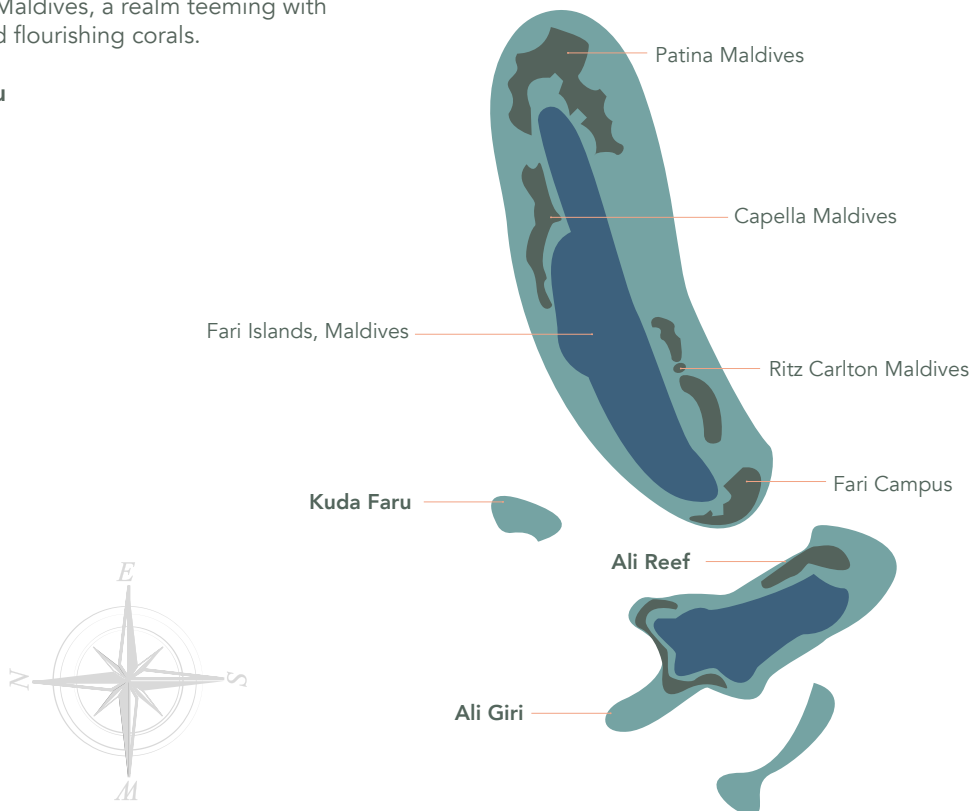 Maldives, a realm teeming with
flourishing corals.
Patina Maldives
Capella Maldives
Fari Islands, Maldives
Ritz Carlton Maldives
Fari Campus
Kuda Faru
Ali Reef
Ali Giri
E
N
S
W